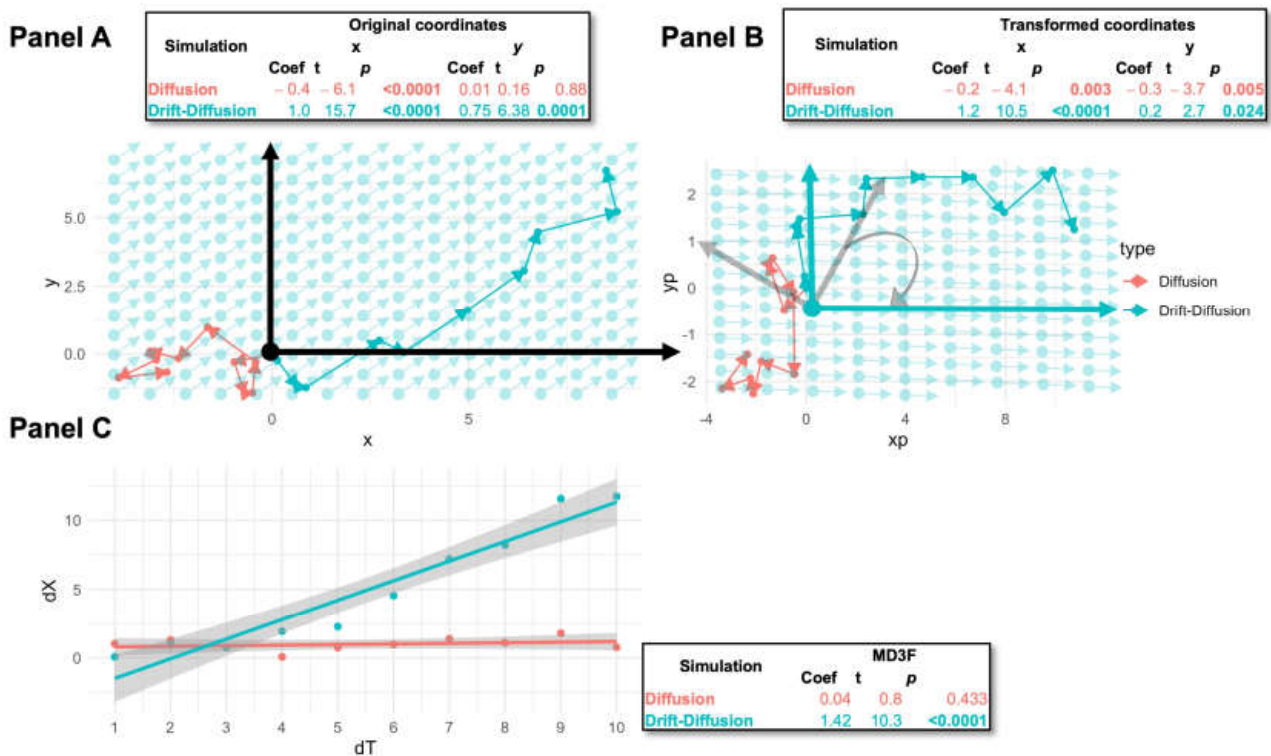 Panel A
Original coordinates
Simulation x y
Coef t p Coef t p
Diffusion − 0.4 − 6.1 <0.0001 0.01 0.16 0.88
Drift-Diffusion 1.0 15.7 <0.0001 0.75 6.38 0.0001
Panel B
Transformed coordinates
Simulation x y
Coef t p Coef t p
Diffusion − 0.2 − 4.1 0.003 − 0.3 − 3.7 0.005
Drift-Diffusion 1.2 10.5 <0.0001 0.2 2.7 0.024
5.0
2.5
0.0
y
0 5
x
2
1
0
-1
-2
yp
-4 0 4 8
xp
type
Diffusion
Drift-Diffusion
Panel C
10
5
0
dX
1 2 3 4 5 6 7 8 9 10
dT
MD3F
Simulation
Coef t p
Diffusion 0.04 0.8 0.433
Drift-Diffusion 1.42 10.3 <0.0001